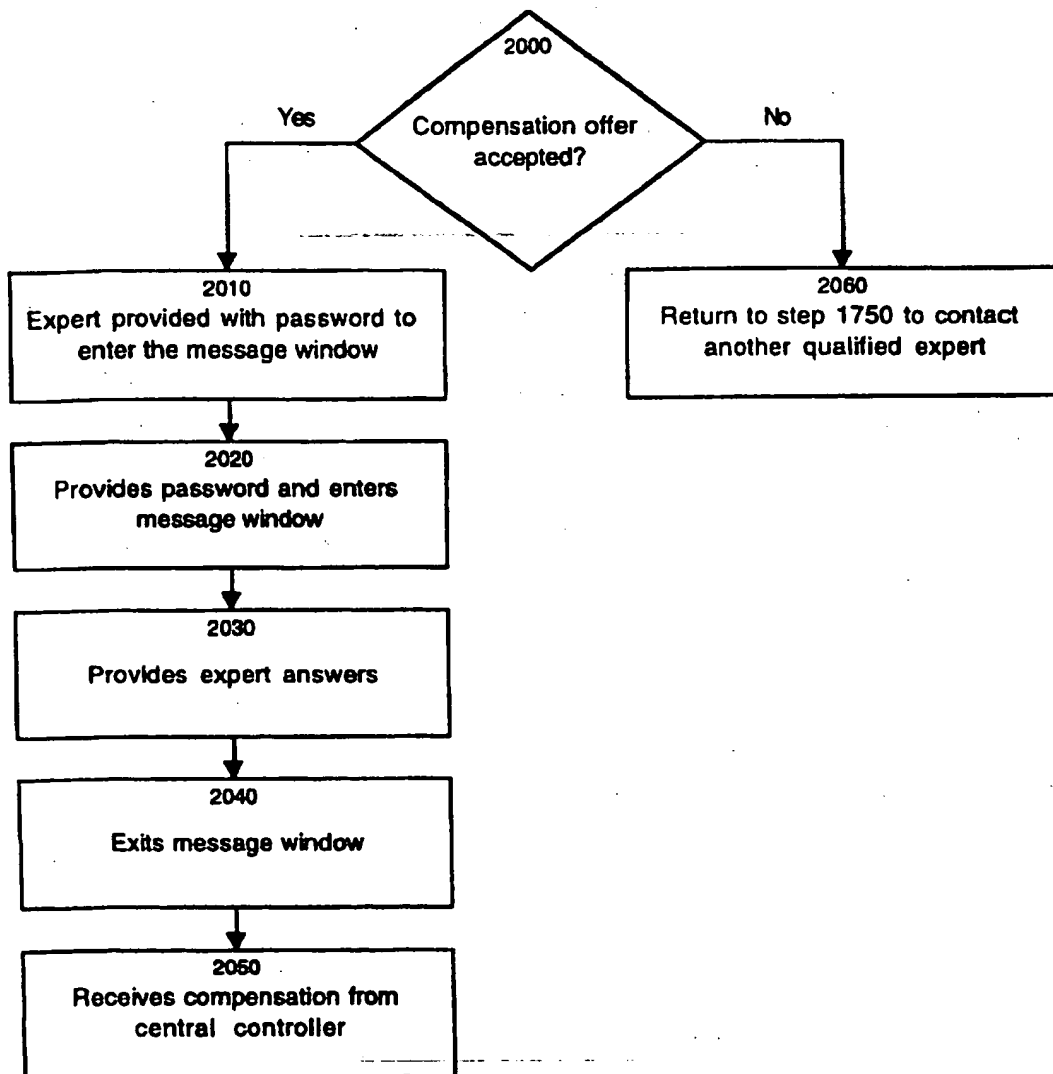 2000
Compensation offer
accepted?
Yes
No
2010
Expert provided with password to
enter the message window
2060
Return to step 1750 to contact
another qualified expert
2020
Provides password and enters
message window
2030
Provides expert answers
2040
Exits message window
2050
Receives compensation from
central controller